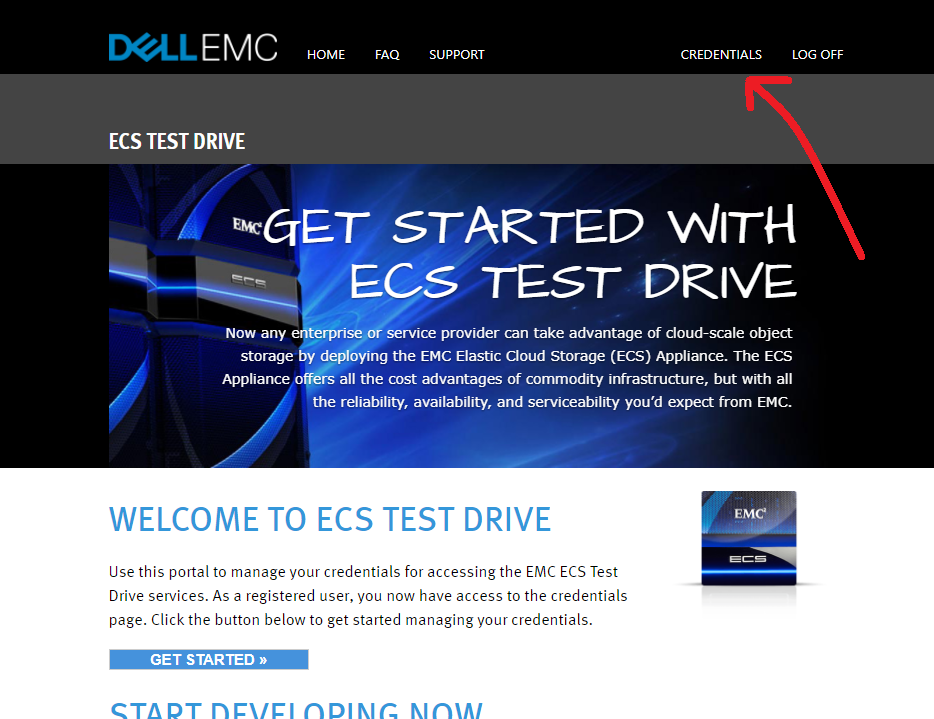 DELL EMC HOME FAQ SUPPORT CREDENTIALS LOG OFF
ECS TEST DRIVE
EMC²
ECS
GET STARTED WITH
ECS TEST DRIVE
Now any enterprise or service provider can take advantage of cloud-scale object
storage by deploying the EMC Elastic Cloud Storage (ECS) Appliance. The ECS
Appliance offers all the cost advantages of commodity infrastructure, but with all
the reliability, availability, and serviceability you’d expect from EMC.
WELCOME TO ECS TEST DRIVE
Use this portal to manage your credentials for accessing the EMC ECS Test
Drive services. As a registered user, you now have access to the credentials
page. Click the button below to get started managing your credentials.
GET STARTED »
EMC²
ECS
START DEVELOPING NOW